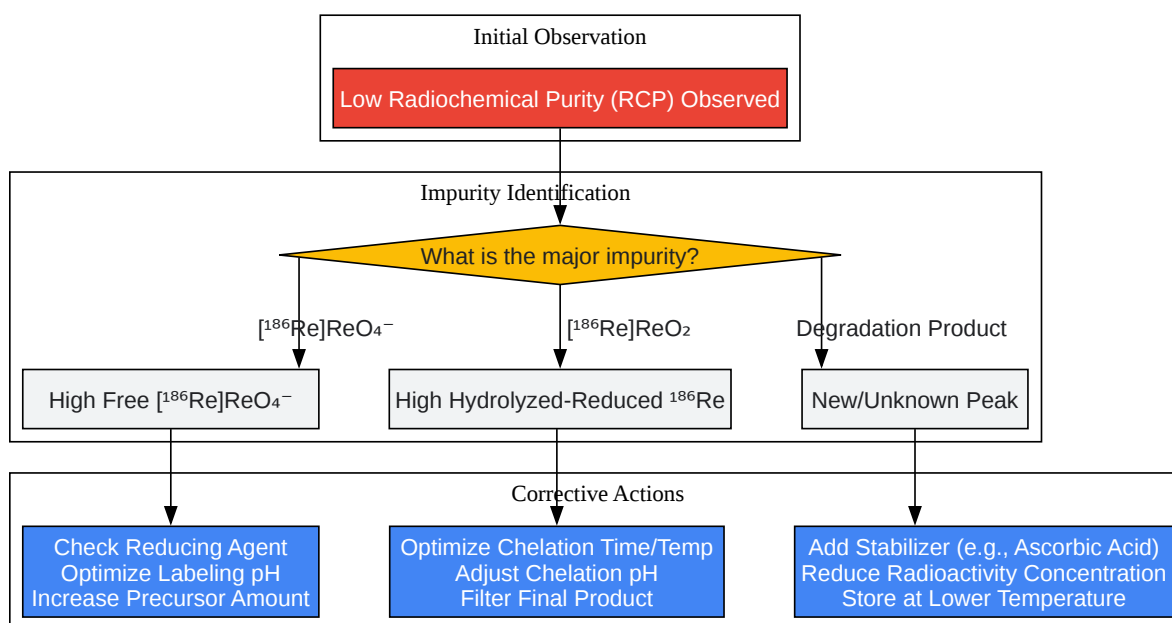 Initial Observation
Low Radiochemical Purity (RCP) Observed
Impurity Identification
What is the major impurity?
[¹⁸⁶Re]ReO₄⁻
[¹⁸⁶Re]ReO₂
Degradation Product
High Free [¹⁸⁶Re]ReO₄⁻
High Hydrolyzed-Reduced ¹⁸⁶Re
New/Unknown Peak
Corrective Actions
Check Reducing Agent
Optimize Labeling pH
Increase Precursor Amount
Optimize Chelation Time/Temp
Adjust Chelation pH
Filter Final Product
Add Stabilizer (e.g., Ascorbic Acid)
Reduce Radioactivity Concentration
Store at Lower Temperature